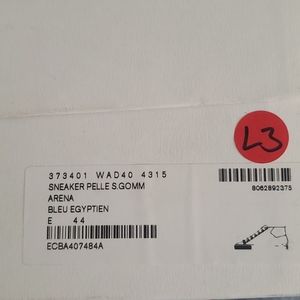 L3
373401 WAD40 4315
SNEAKER PELLE S.GOMM
ARENA
BLEU EGYPTIEN
E 44
8062892375
ECBA407484A